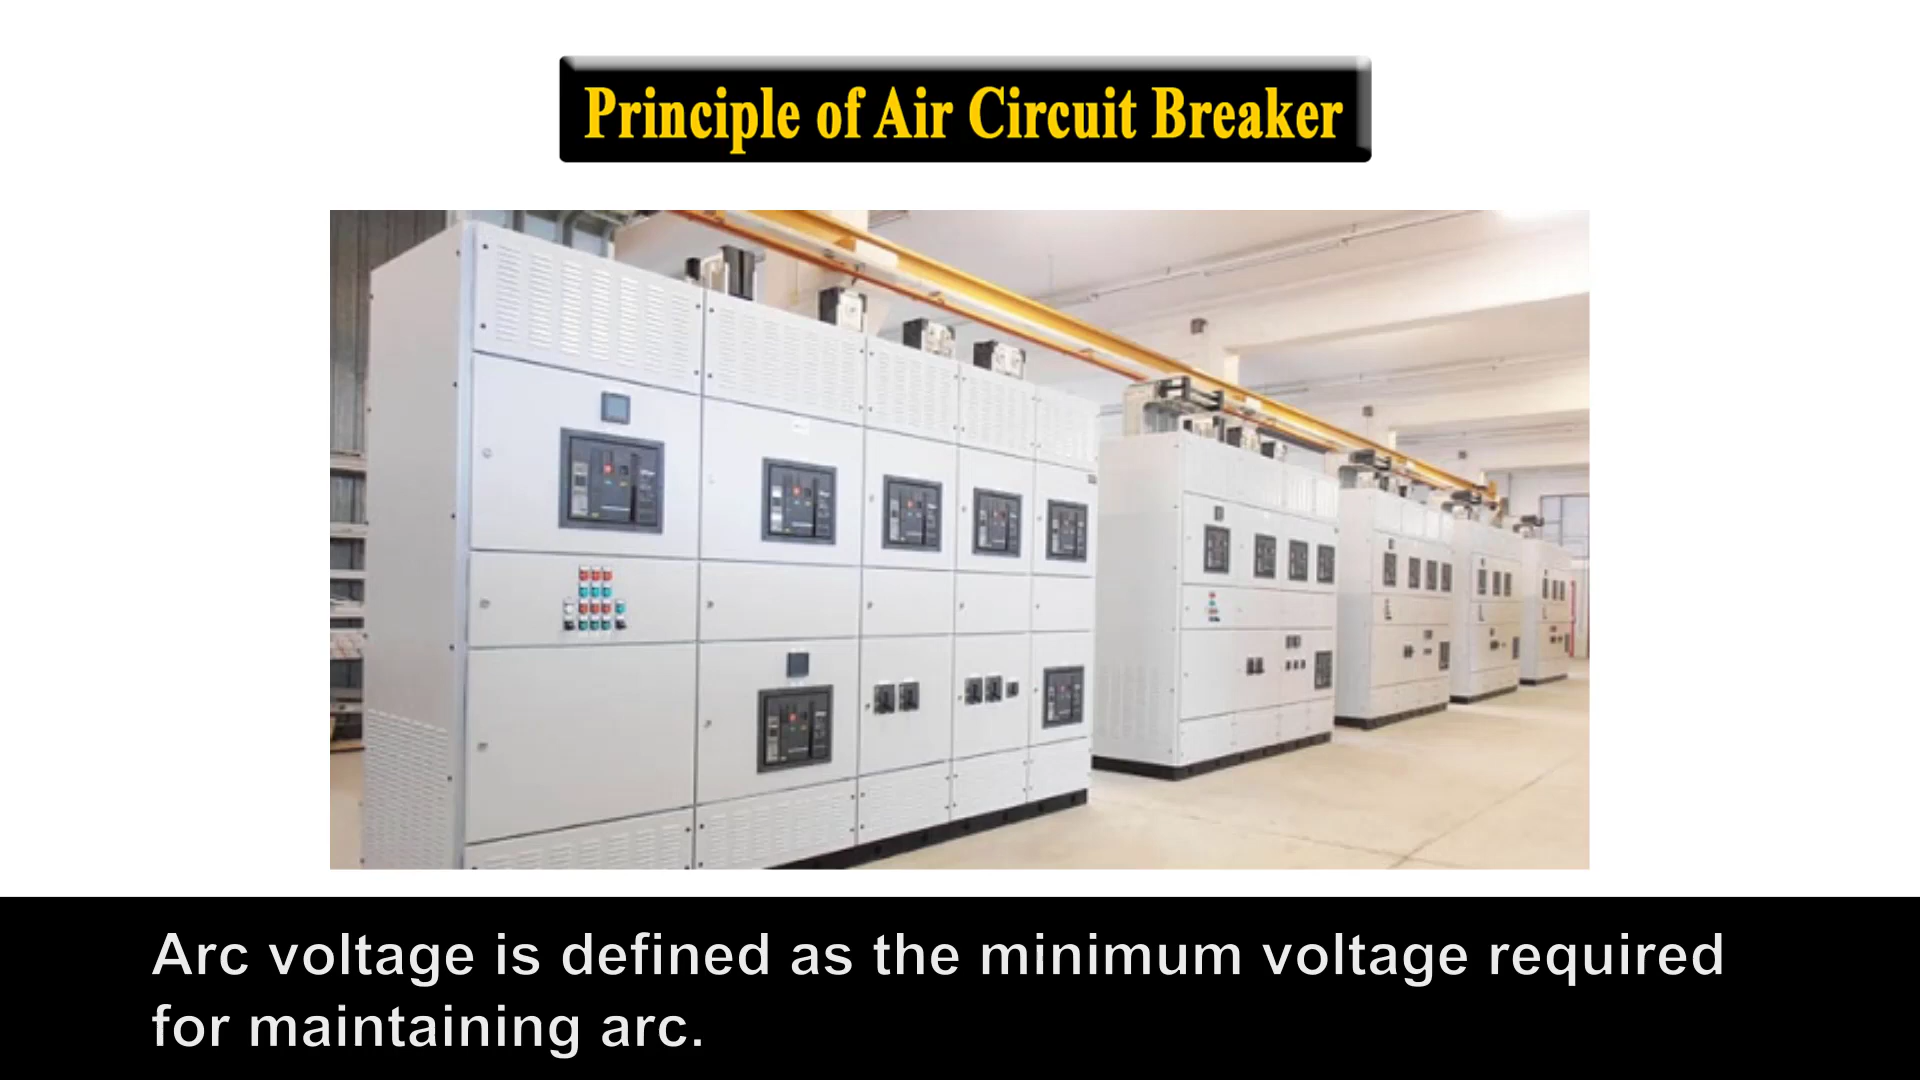 Principle of Air Circuit Breaker
Arc voltage is defined as the minimum voltage required
for maintaining arc.